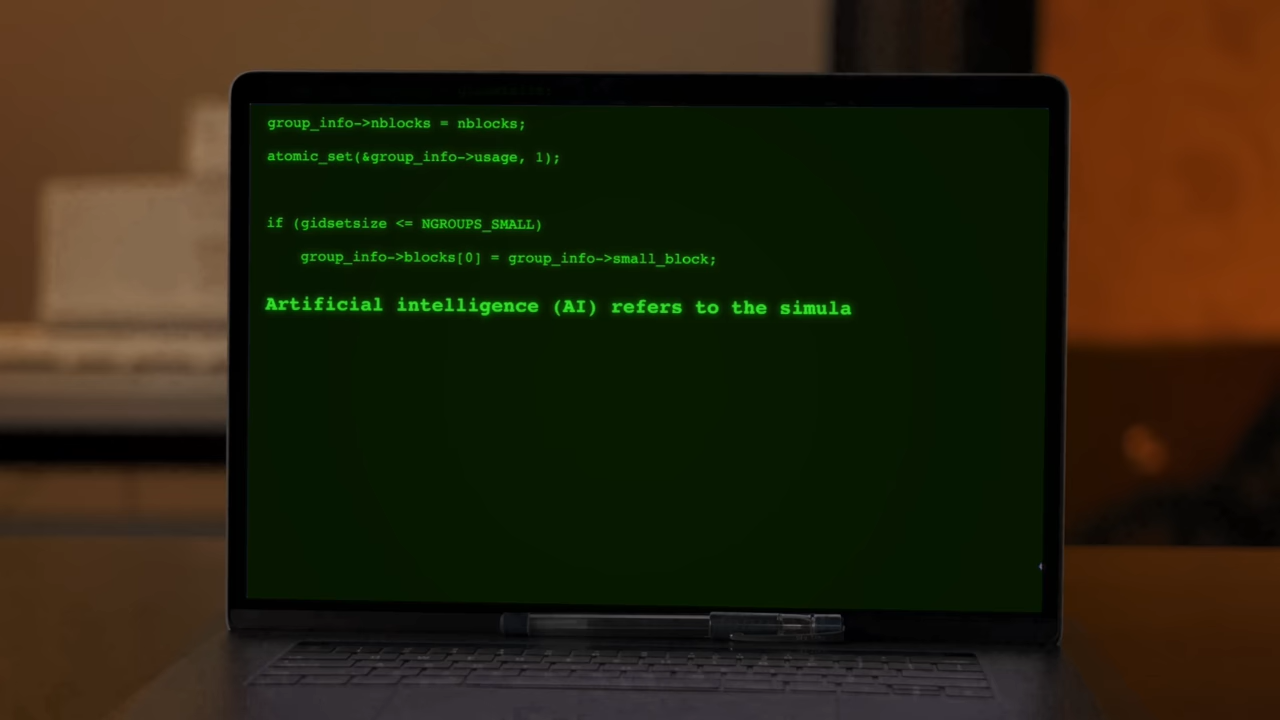 group_info->nblocks = nblocks;
atomic_set(&group_info->usage, 1);
if (gidsetsize <= NGROUPS_SMALL)
    group_info->blocks[0] = group_info->small_block;
Artificial intelligence (AI) refers to the simula